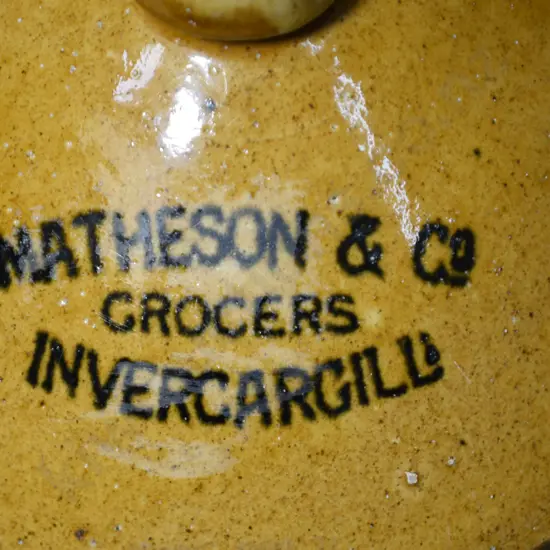 MATHESON & Co
GROCERS
INVERCARGILL